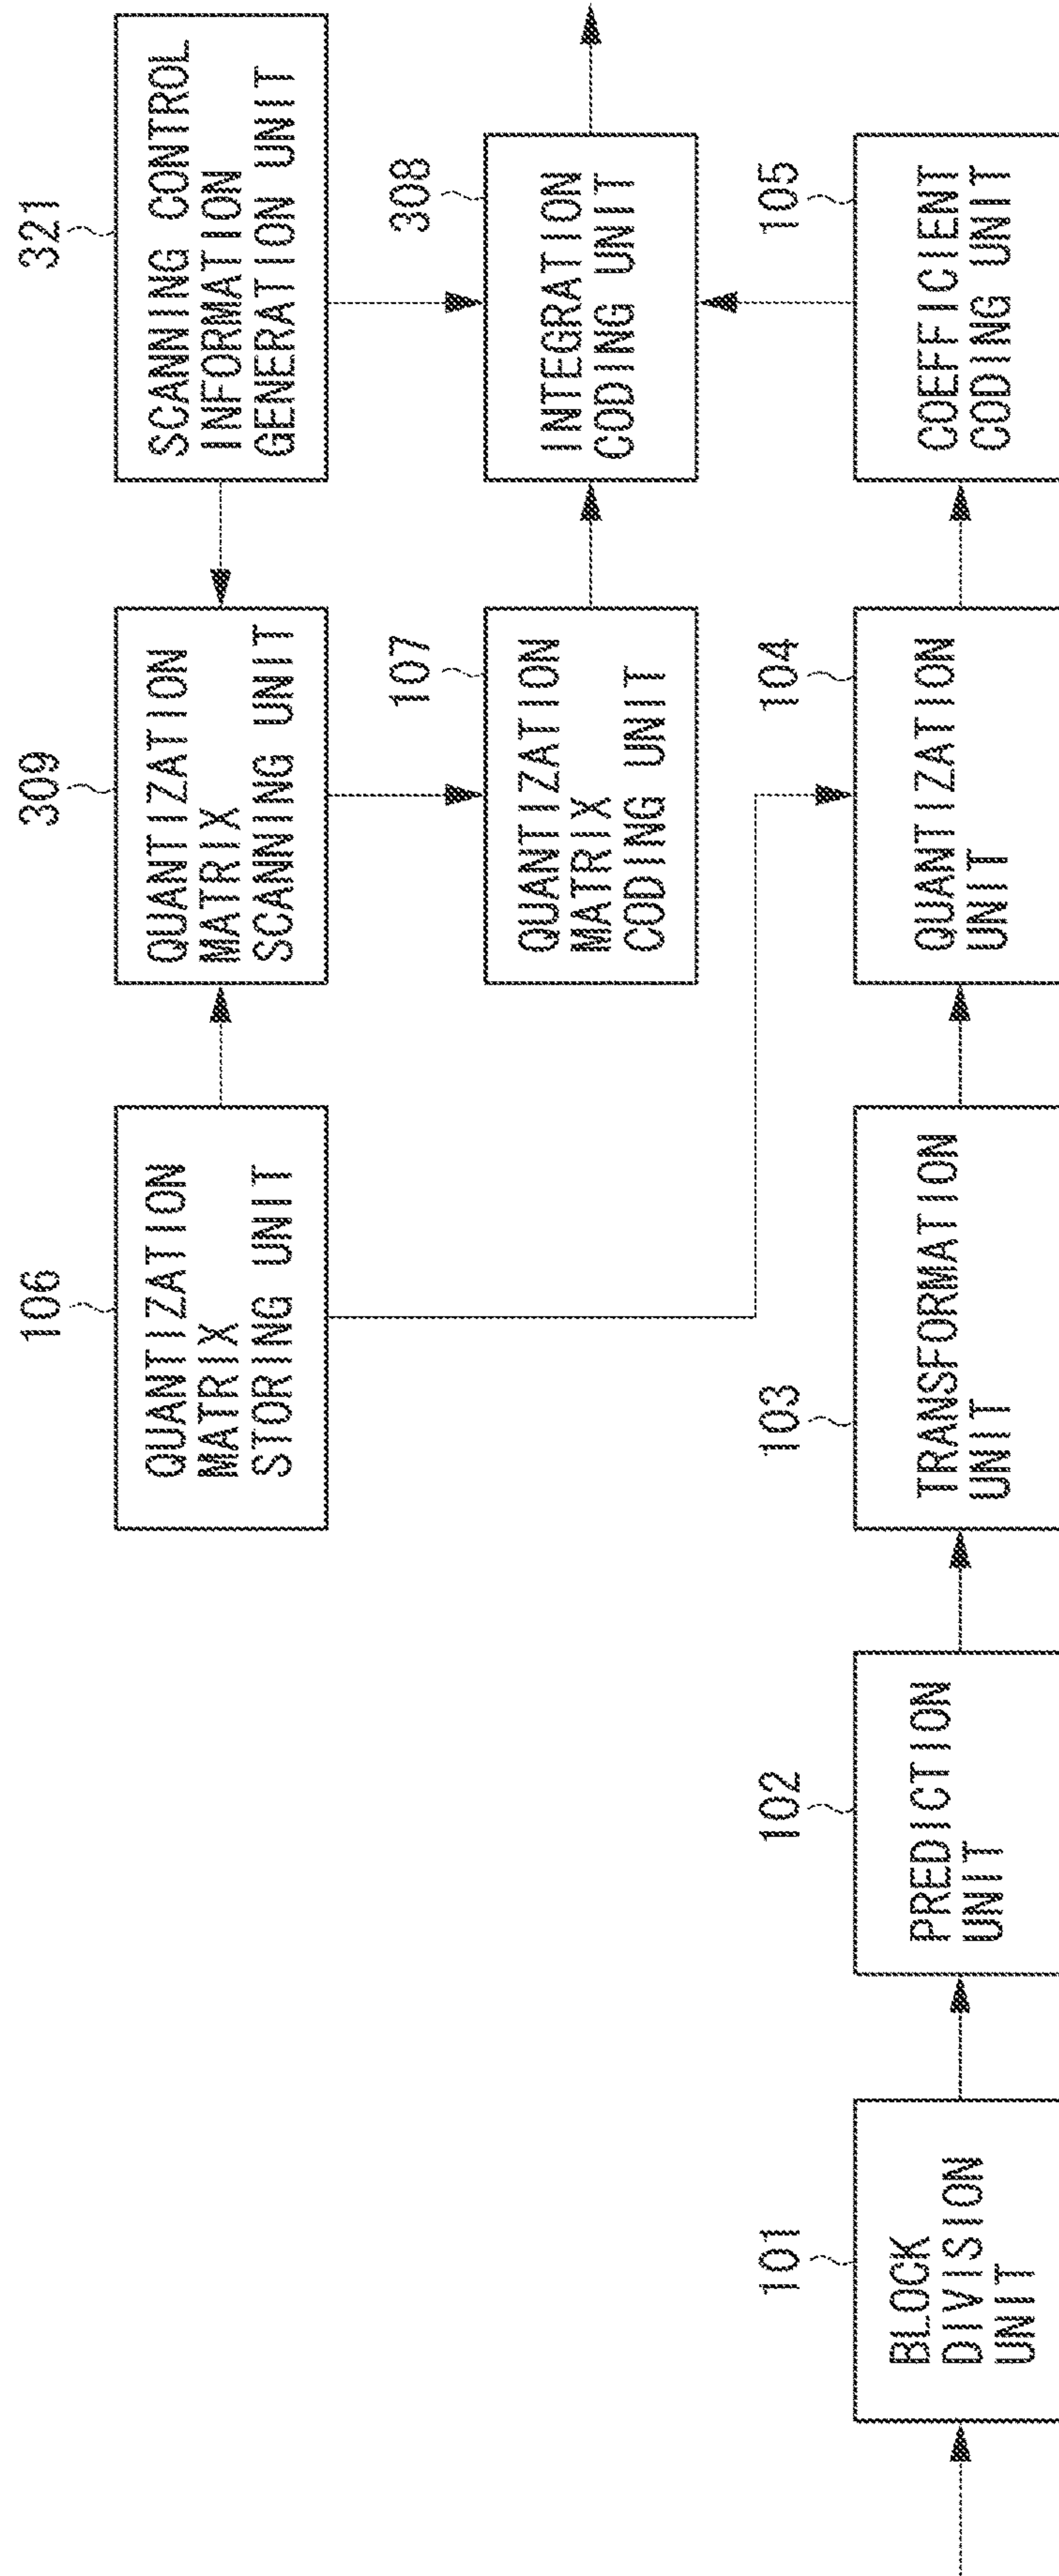 106
QUANTIZATION
MATRIX
STORING UNIT
309
QUANTIZATION
MATRIX
SCANNING UNIT
321
SCANNING CONTROL
INFORMATION
GENERATION UNIT
107
QUANTIZATION
MATRIX
CODING UNIT
308
INTEGRATION
CODING UNIT
101
BLOCK
DIVISION
UNIT
102
PREDICTION
UNIT
103
TRANSFORMATION
UNIT
104
QUANTIZATION
UNIT
105
COEFFICIENT
CODING UNIT